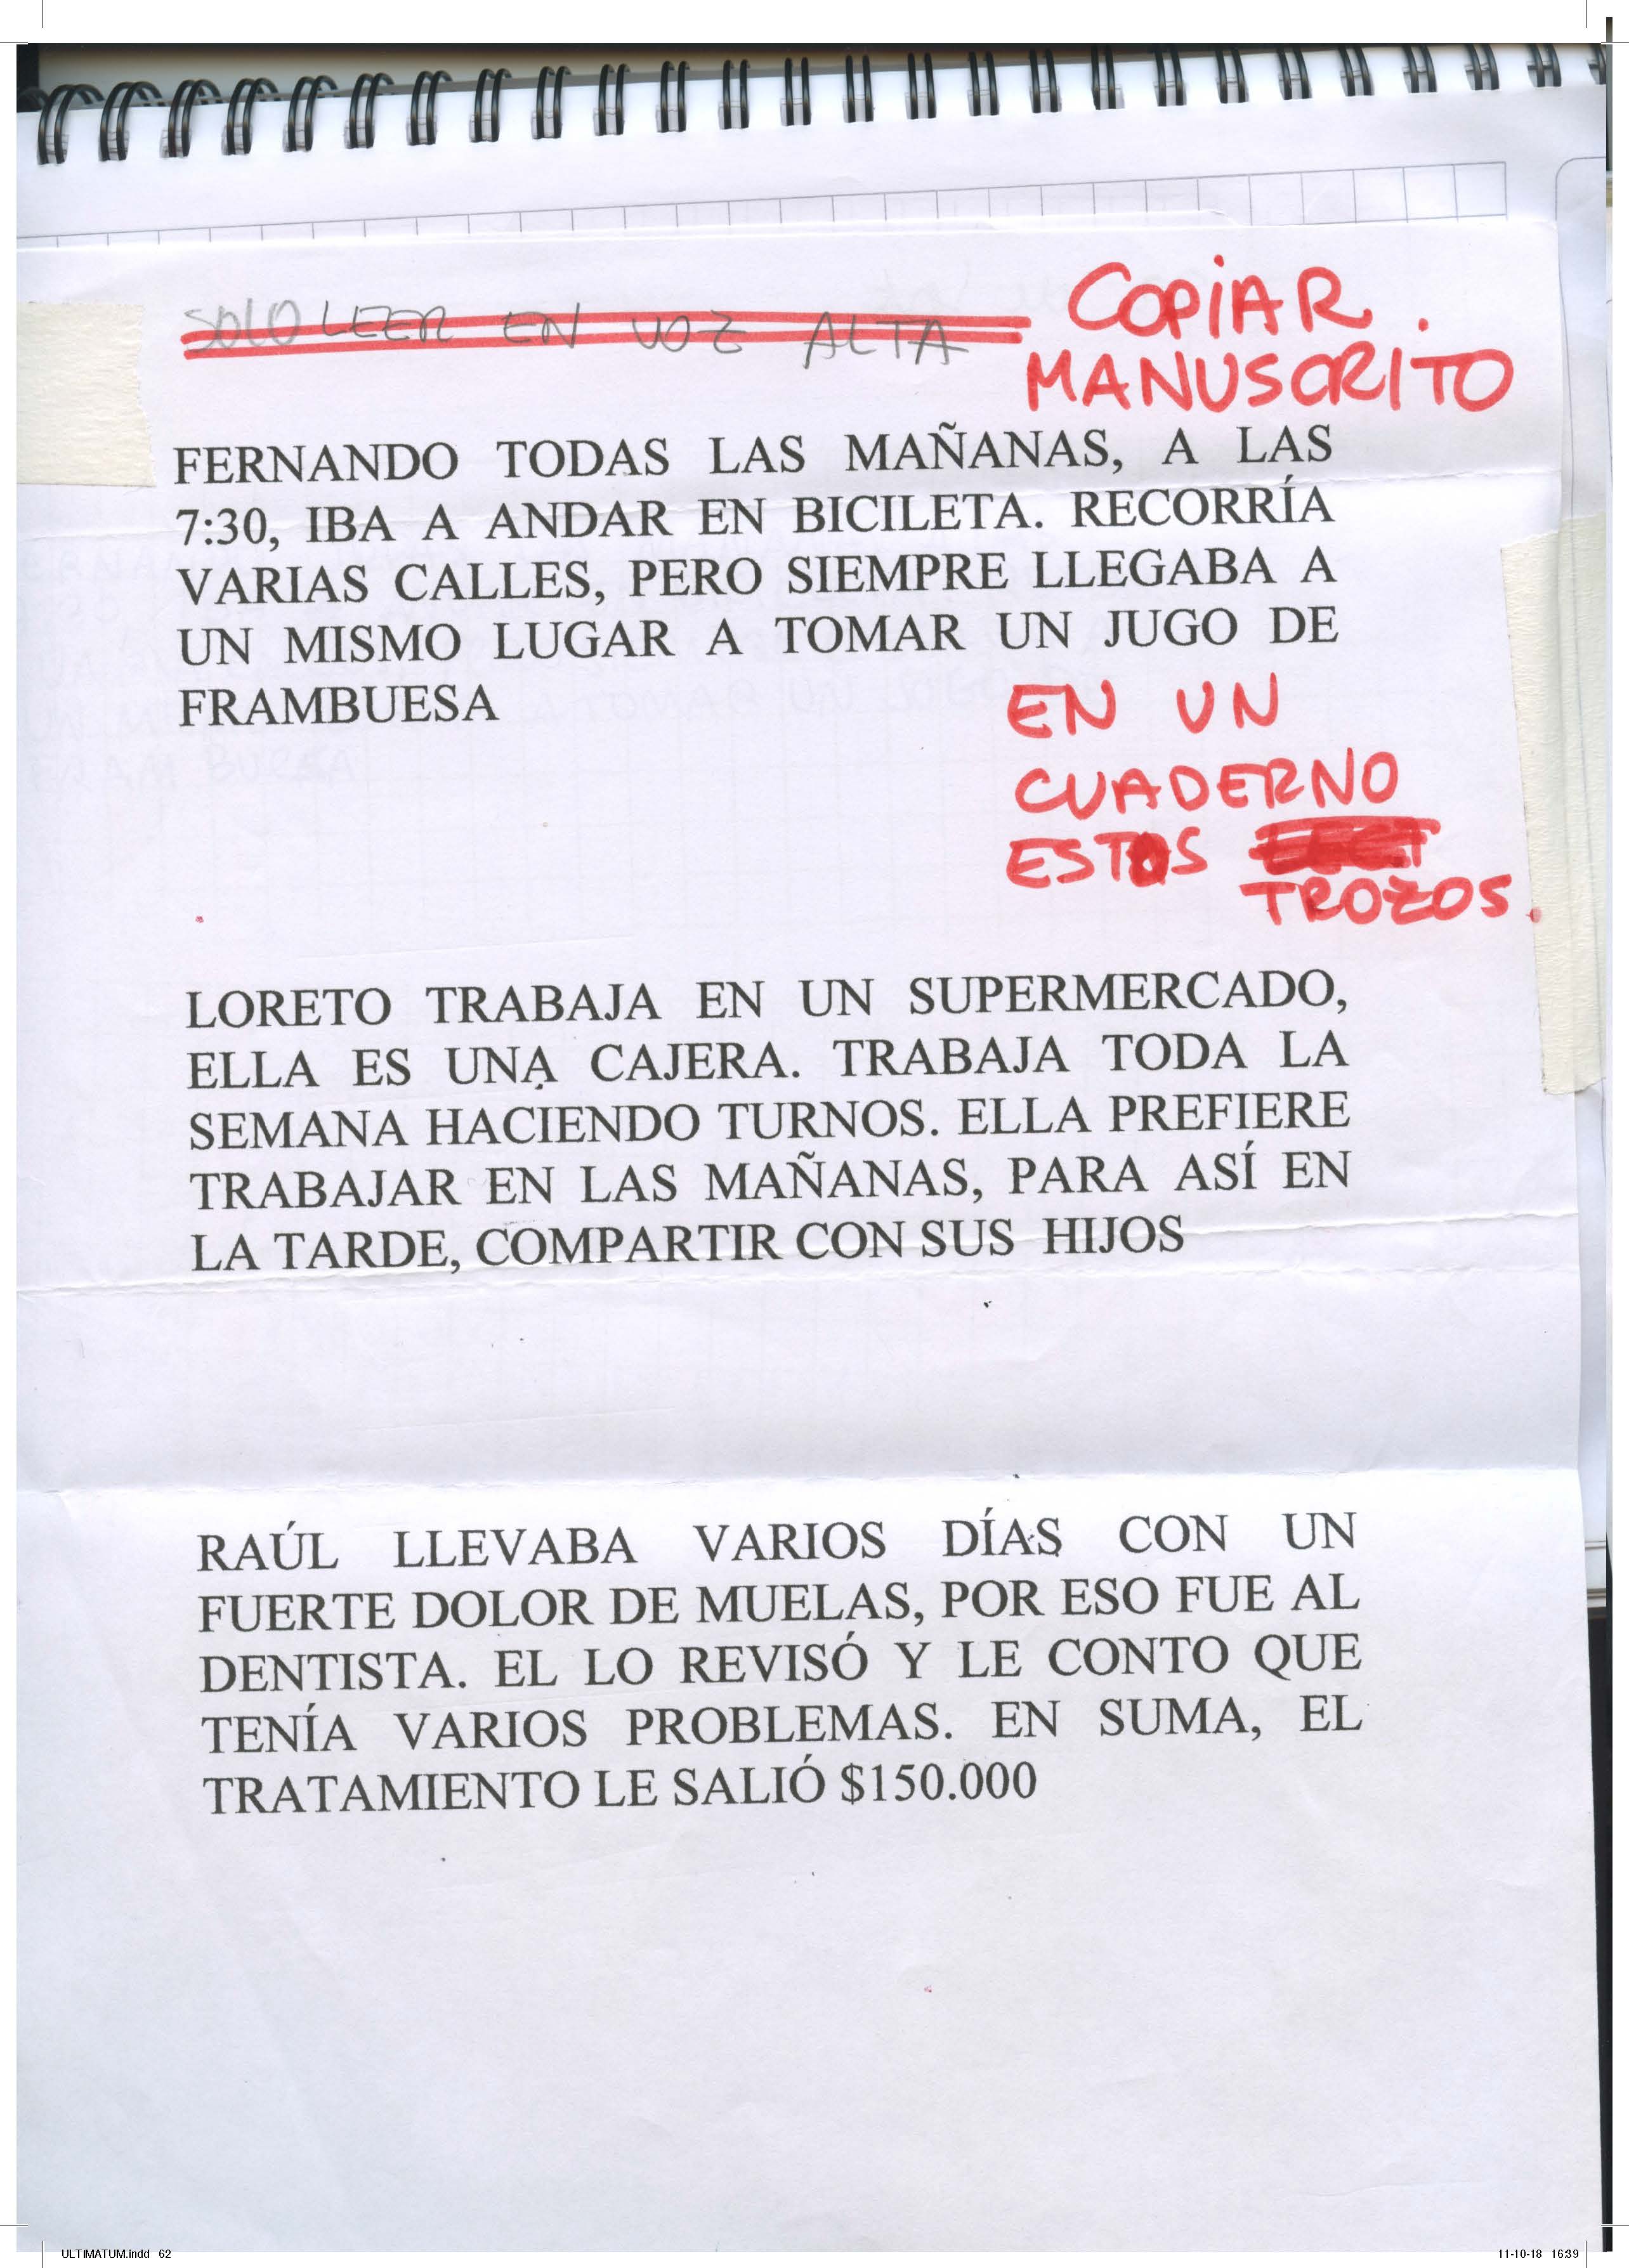 SOLO LEER EN VOZ ALTA
COPIAR.
MANUSCRITO
FERNANDO TODAS LAS MAÑANAS, A LAS
7:30, IBA A ANDAR EN BICILETA. RECORRÍA
VARIAS CALLES, PERO SIEMPRE LLEGABA A
UN MISMO LUGAR A TOMAR UN JUGO DE
FRAMBUESA
EN UN
CUADERNO
ESTOS
TROZOS.
LORETO TRABAJA EN UN SUPERMERCADO,
ELLA ES UNA CAJERA. TRABAJA TODA LA
SEMANA HACIENDO TURNOS. ELLA PREFIERE
TRABAJAR EN LAS MAÑANAS, PARA ASÍ EN
LA TARDE, COMPARTIR CON SUS HIJOS
RAÚL LLEVABA VARIOS DÍAS CON UN
FUERTE DOLOR DE MUELAS, POR ESO FUE AL
DENTISTA. EL LO REVISÓ Y LE CONTO QUE
TENÍA VARIOS PROBLEMAS. EN SUMA, EL
TRATAMIENTO LE SALIÓ $150.000
ULTIMATUM.indd 62
11-10-18 16:39